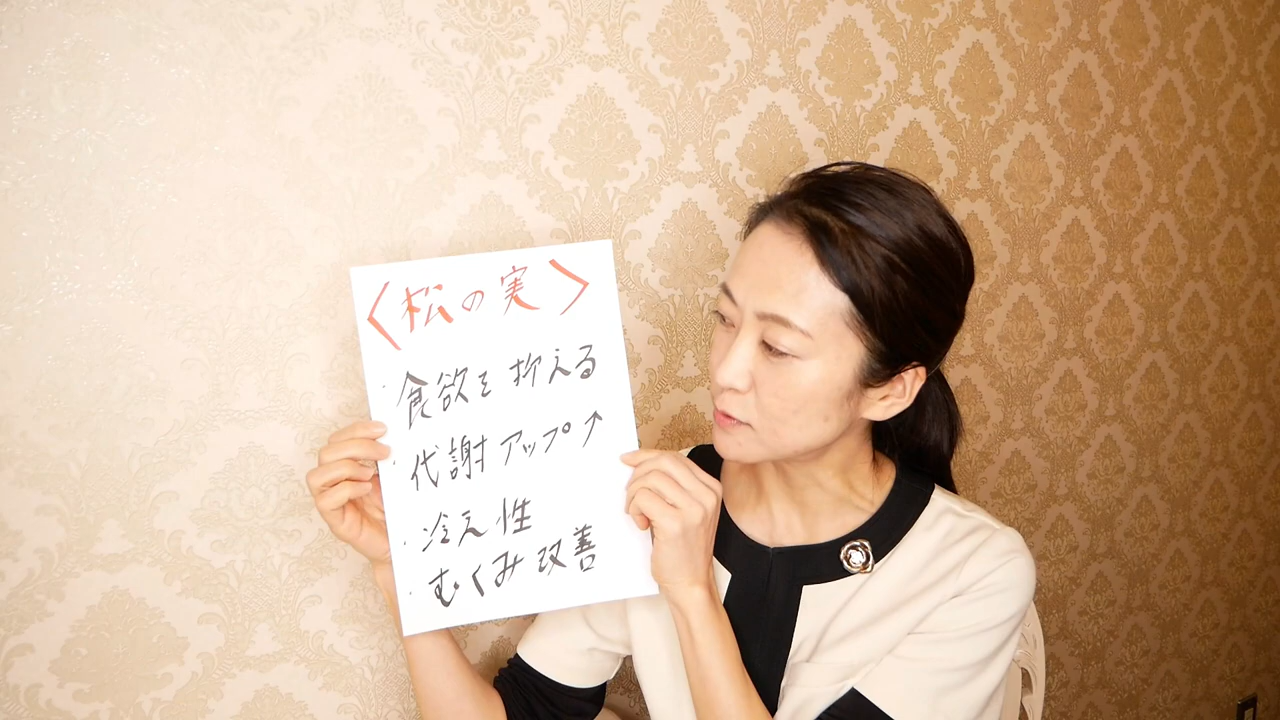 〈松の実〉
・食欲を抑える
・代謝アップ↑
・冷え性
・むくみ改善